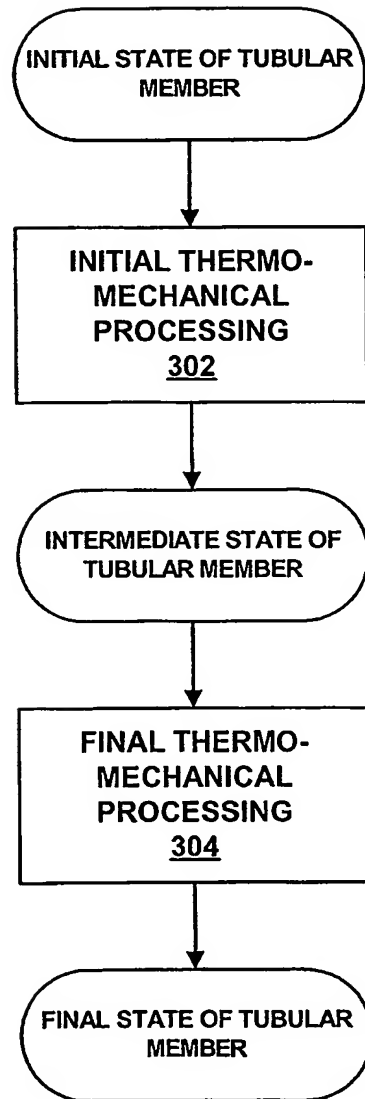 INITIAL STATE OF TUBULAR
MEMBER
INITIAL THERMO-
MECHANICAL
PROCESSING
302
INTERMEDIATE STATE OF
TUBULAR MEMBER
FINAL THERMO-
MECHANICAL
PROCESSING
304
FINAL STATE OF TUBULAR
MEMBER